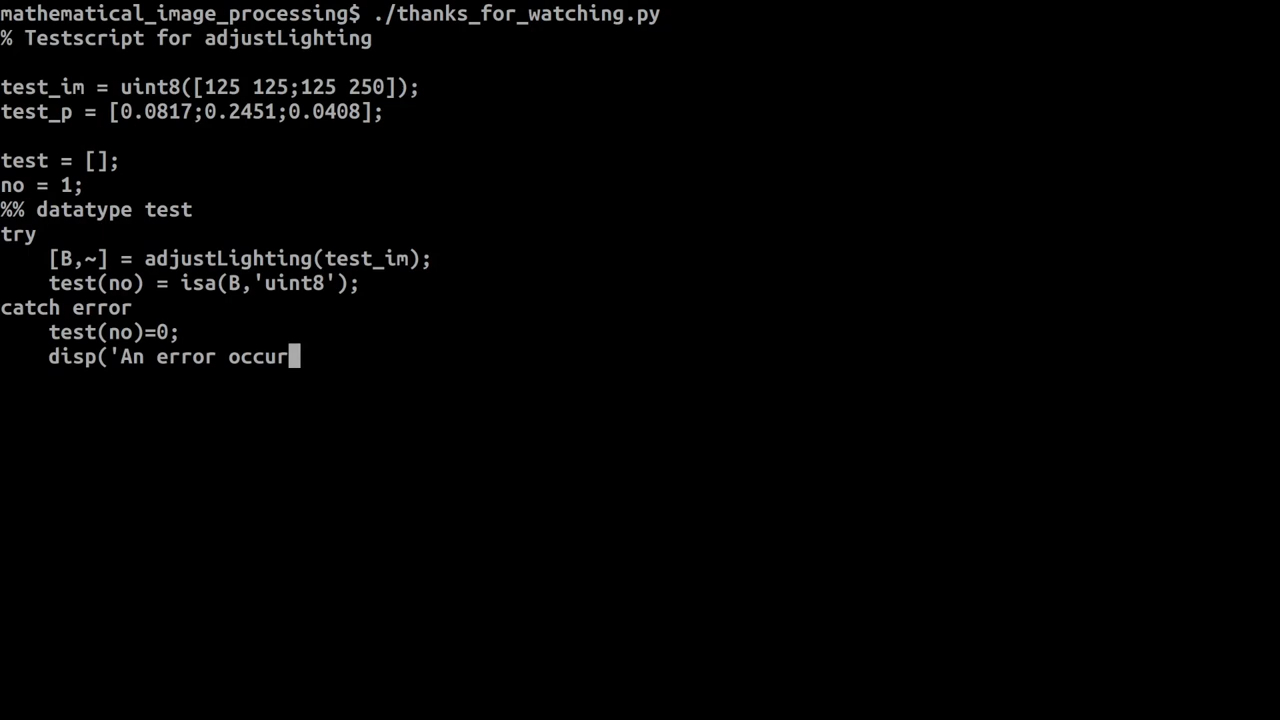 mathematical_image_processing$ ./thanks_for_watching.py
% Testscript for adjustLighting
test_im = uint8([125 125;125 250]);
test_p = [0.0817;0.2451;0.0408];
test = [];
no = 1;
%% datatype test
try
    [B,~] = adjustLighting(test_im);
    test(no) = isa(B,'uint8');
catch error
    test(no)=0;
    disp('An error occur